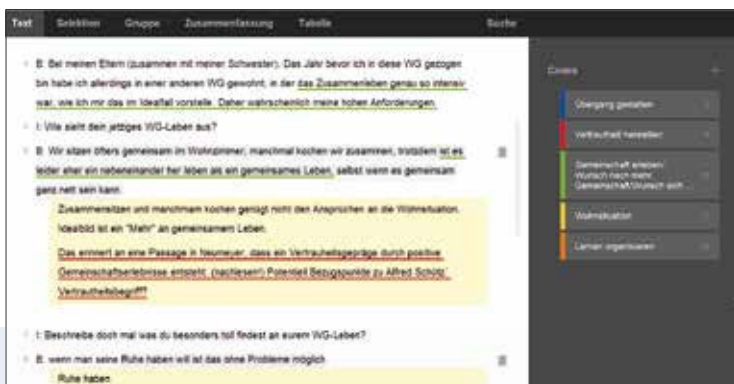 Text Selektion Gruppe Zusammenfassung Tabelle Suche
B: Bei meinen Eltern (zusammen mit meiner Schwester). Das Jahr bevor ich in diese WG gezogen
bin habe ich allerdings in einer anderen WG gewohnt, in der das Zusammenleben genau so intensiv
war, wie ich mir das im Idealfall vorstelle. Daher wahrscheinlich meine hohen Anforderungen.
I: Wie sieht dein jetziges WG-Leben aus?
B: Wir sitzen öfters gemeinsam im Wohnzimmer, manchmal kochen wir zusammen, trotzdem ist es
leider eher ein nebeneinander her leben als ein gemeinsames Leben, selbst wenn es gemeinsam
ganz nett sein kann
Zusammensitzen und manchmam kochen genügt nicht den Ansprüchen an die Wohnsituation.
Idealbild ist ein "Mehr" an gemeinsamem Leben.
Das erinnert an eine Passage in Neumeyer, dass ein Vertrautheitsgepräge durch positive
Gemeinschaftserlebnisse entsteht. (nachlesen!) Potentiell Bezugspunkte zu Alfred Schütz'
Vertrautheitsbegriff?
I: Beschreibe doch mal was du besonders toll findest an eurem WG-Leben?
B: wenn man seine Ruhe haben will ist das ohne Probleme möglich
Ruhe haben
Codes +
Übergang gestalten
Vertrautheit herstellen
Gemeinschaft erleben/
Wunsch nach mehr
Gemeinschaft/Wunsch sich ...
Wohnsituation
Lernen organisieren